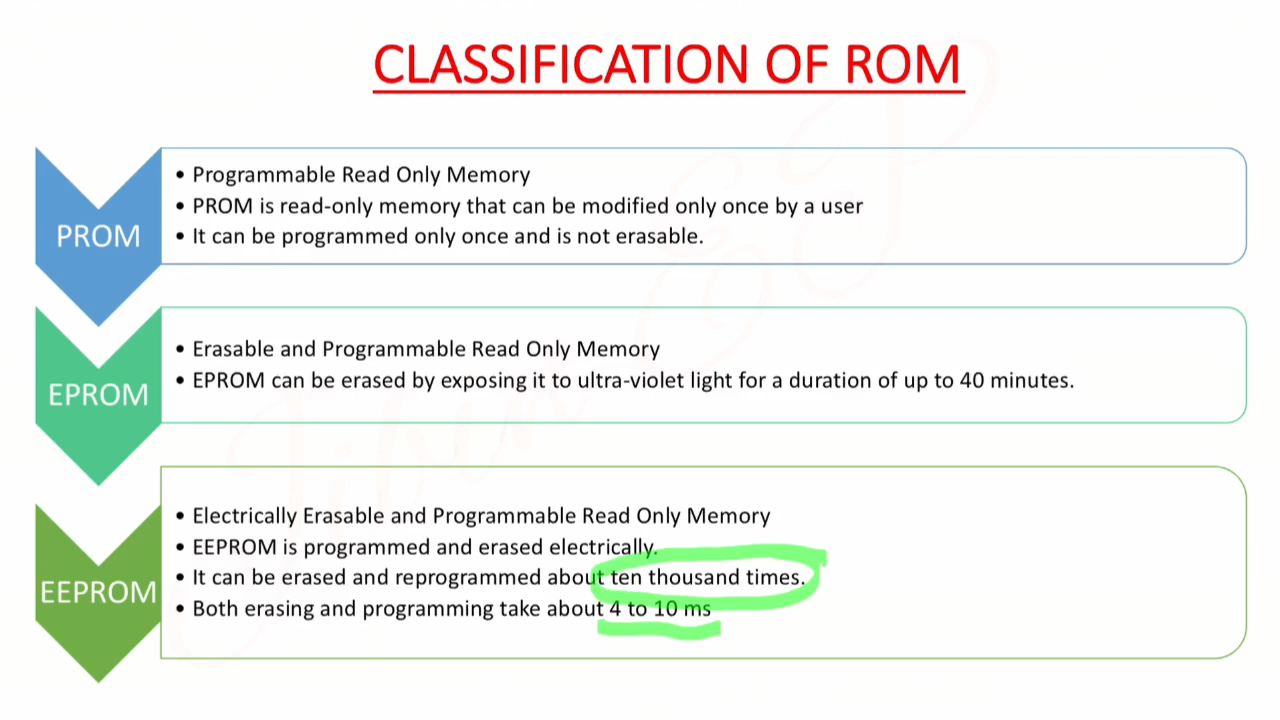 CLASSIFICATION OF ROM
PROM
• Programmable Read Only Memory
• PROM is read-only memory that can be modified only once by a user
• It can be programmed only once and is not erasable.
EPROM
• Erasable and Programmable Read Only Memory
• EPROM can be erased by exposing it to ultra-violet light for a duration of up to 40 minutes.
EEPROM
• Electrically Erasable and Programmable Read Only Memory
• EEPROM is programmed and erased electrically.
• It can be erased and reprogrammed about ten thousand times.
• Both erasing and programming take about 4 to 10 ms